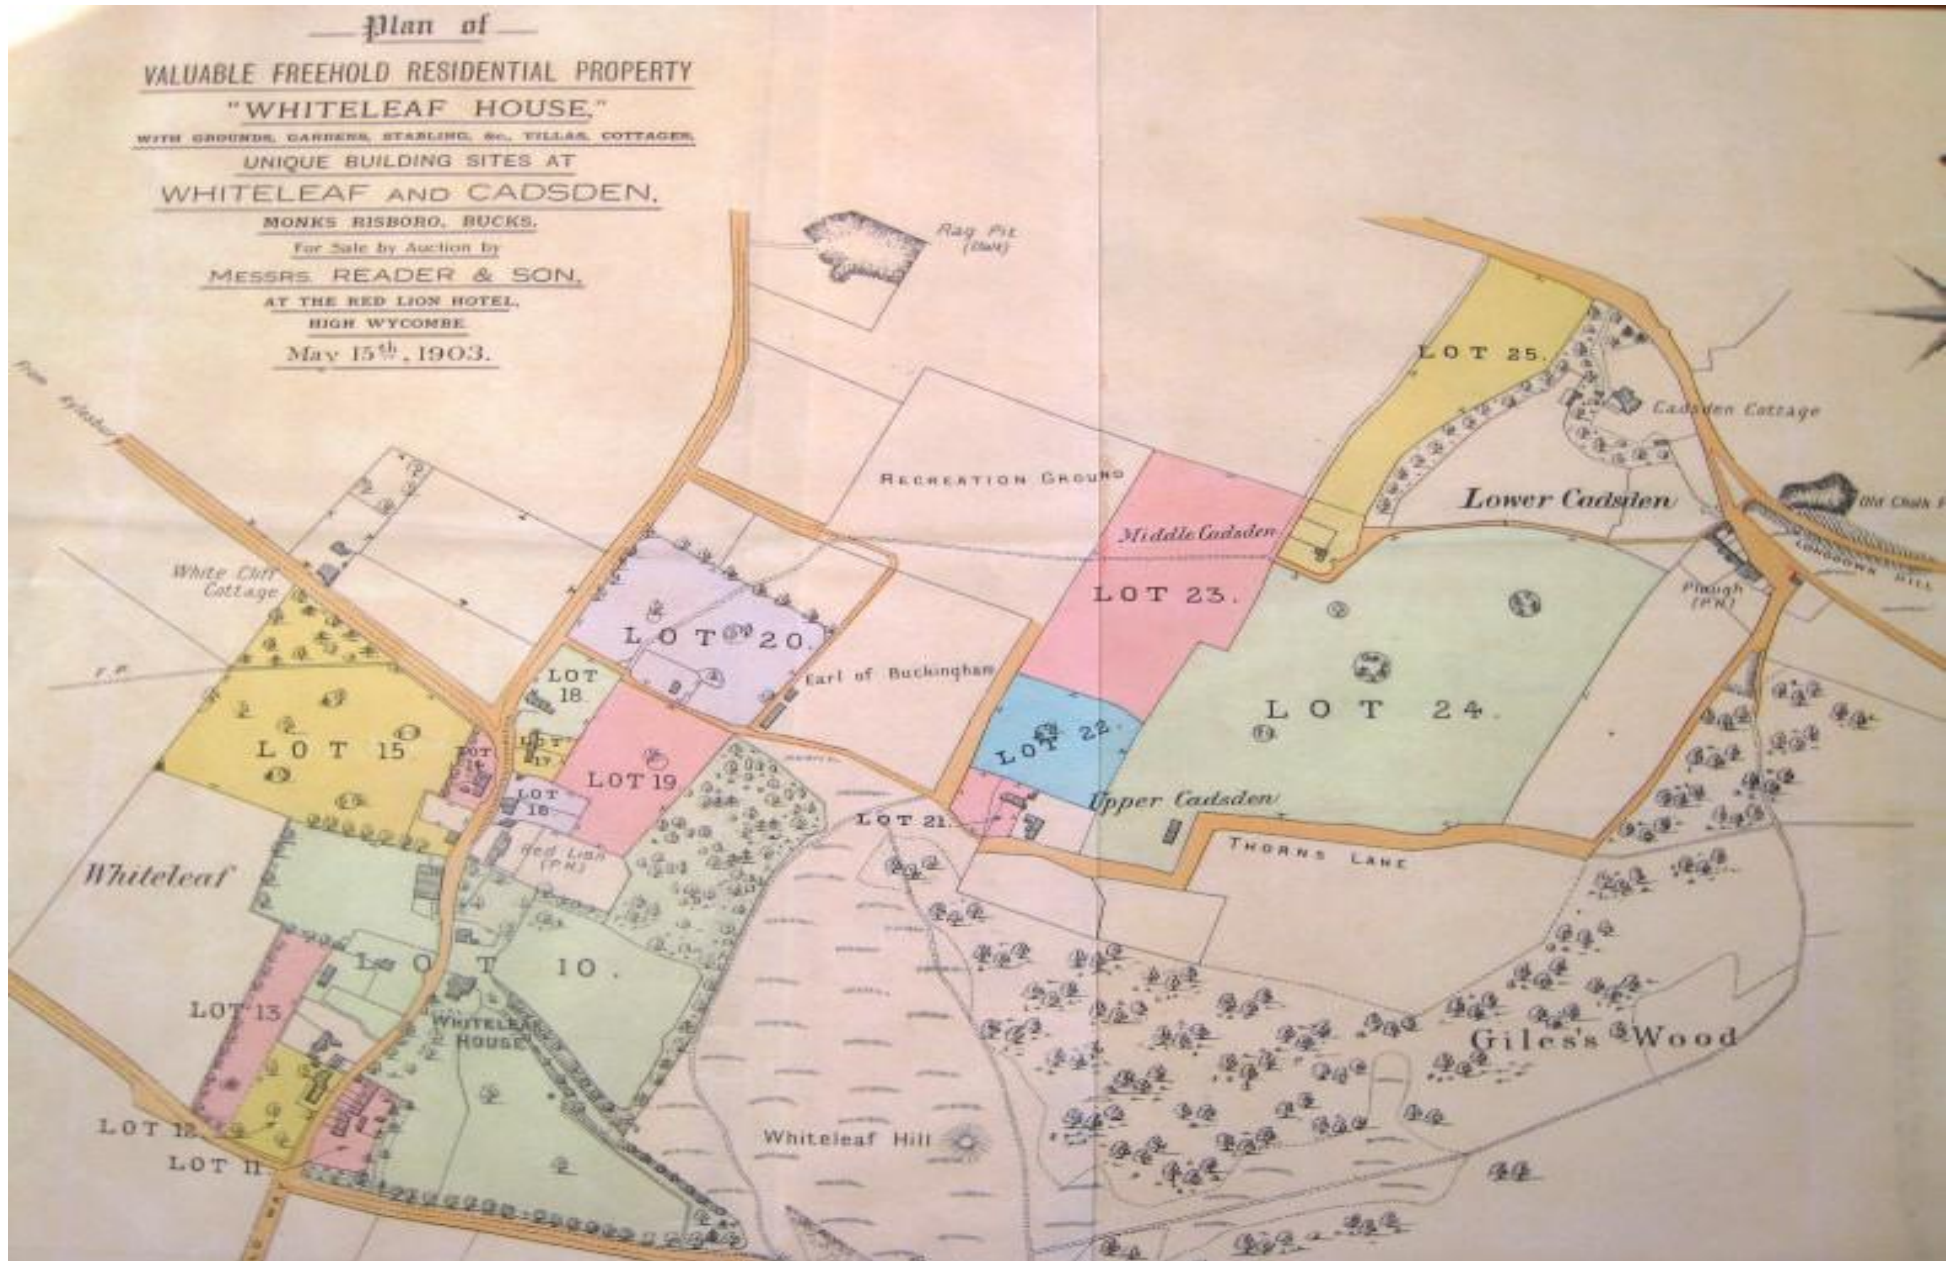 Plan of
VALUABLE FREEHOLD RESIDENTIAL PROPERTY
"WHITELEAF HOUSE,"
WITH GROUNDS, GARDENS, STABLING, &c., VILLAS, COTTAGES,
UNIQUE BUILDING SITES AT
WHITELEAF AND CADSDEN,
MONKS RISBORO, BUCKS.
For Sale by Auction by
MESSRS. READER & SON,
AT THE RED LION HOTEL,
HIGH WYCOMBE.
May 15th, 1903.
Rag Pit
From Aylesbury
LOT 25.
Cadsden Cottage
RECREATION GROUND
Lower Cadsden
Old Chalk
Middle Cadsden
LONGDOWN HILL
White Cliff
Cottage
Plough
(P.H.)
LOT 23.
LOT 20.
F. P.
Earl of Buckingham
LOT
18.
LOT 24.
LOT 15.
LOT
LOT 22.
LOT
17.
LOT 19
LOT
16
Upper Cadsden
LOT 21.
Red Lion
(P.H.)
THORNS LANE
Whiteleaf
LOT 10.
LOT 13
WHITELEAF
HOUSE
Giles's Wood
LOT 12
Whiteleaf Hill
LOT 11